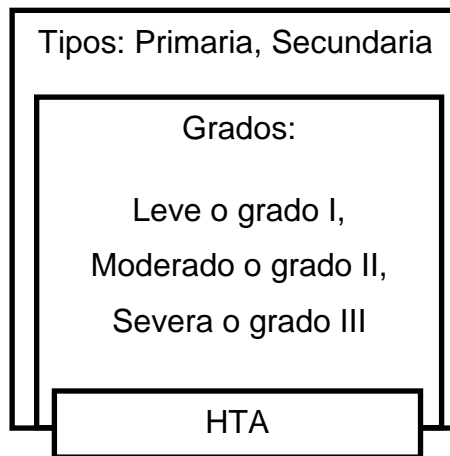 Tipos: Primaria, Secundaria
Grados:
Leve o grado I,
Moderado o grado II,
Severa o grado III
HTA